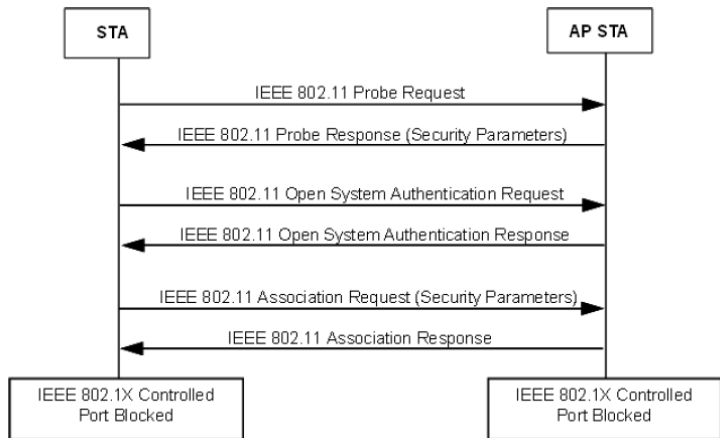 STA
AP STA
IEEE 802.11 Probe Request
IEEE 802.11 Probe Response (Security Parameters)
IEEE 802.11 Open System Authentication Request
IEEE 802.11 Open System Authentication Response
IEEE 802.11 Association Request (Security Parameters)
IEEE 802.11 Association Response
IEEE 802.1X Controlled
Port Blocked
IEEE 802.1X Controlled
Port Blocked